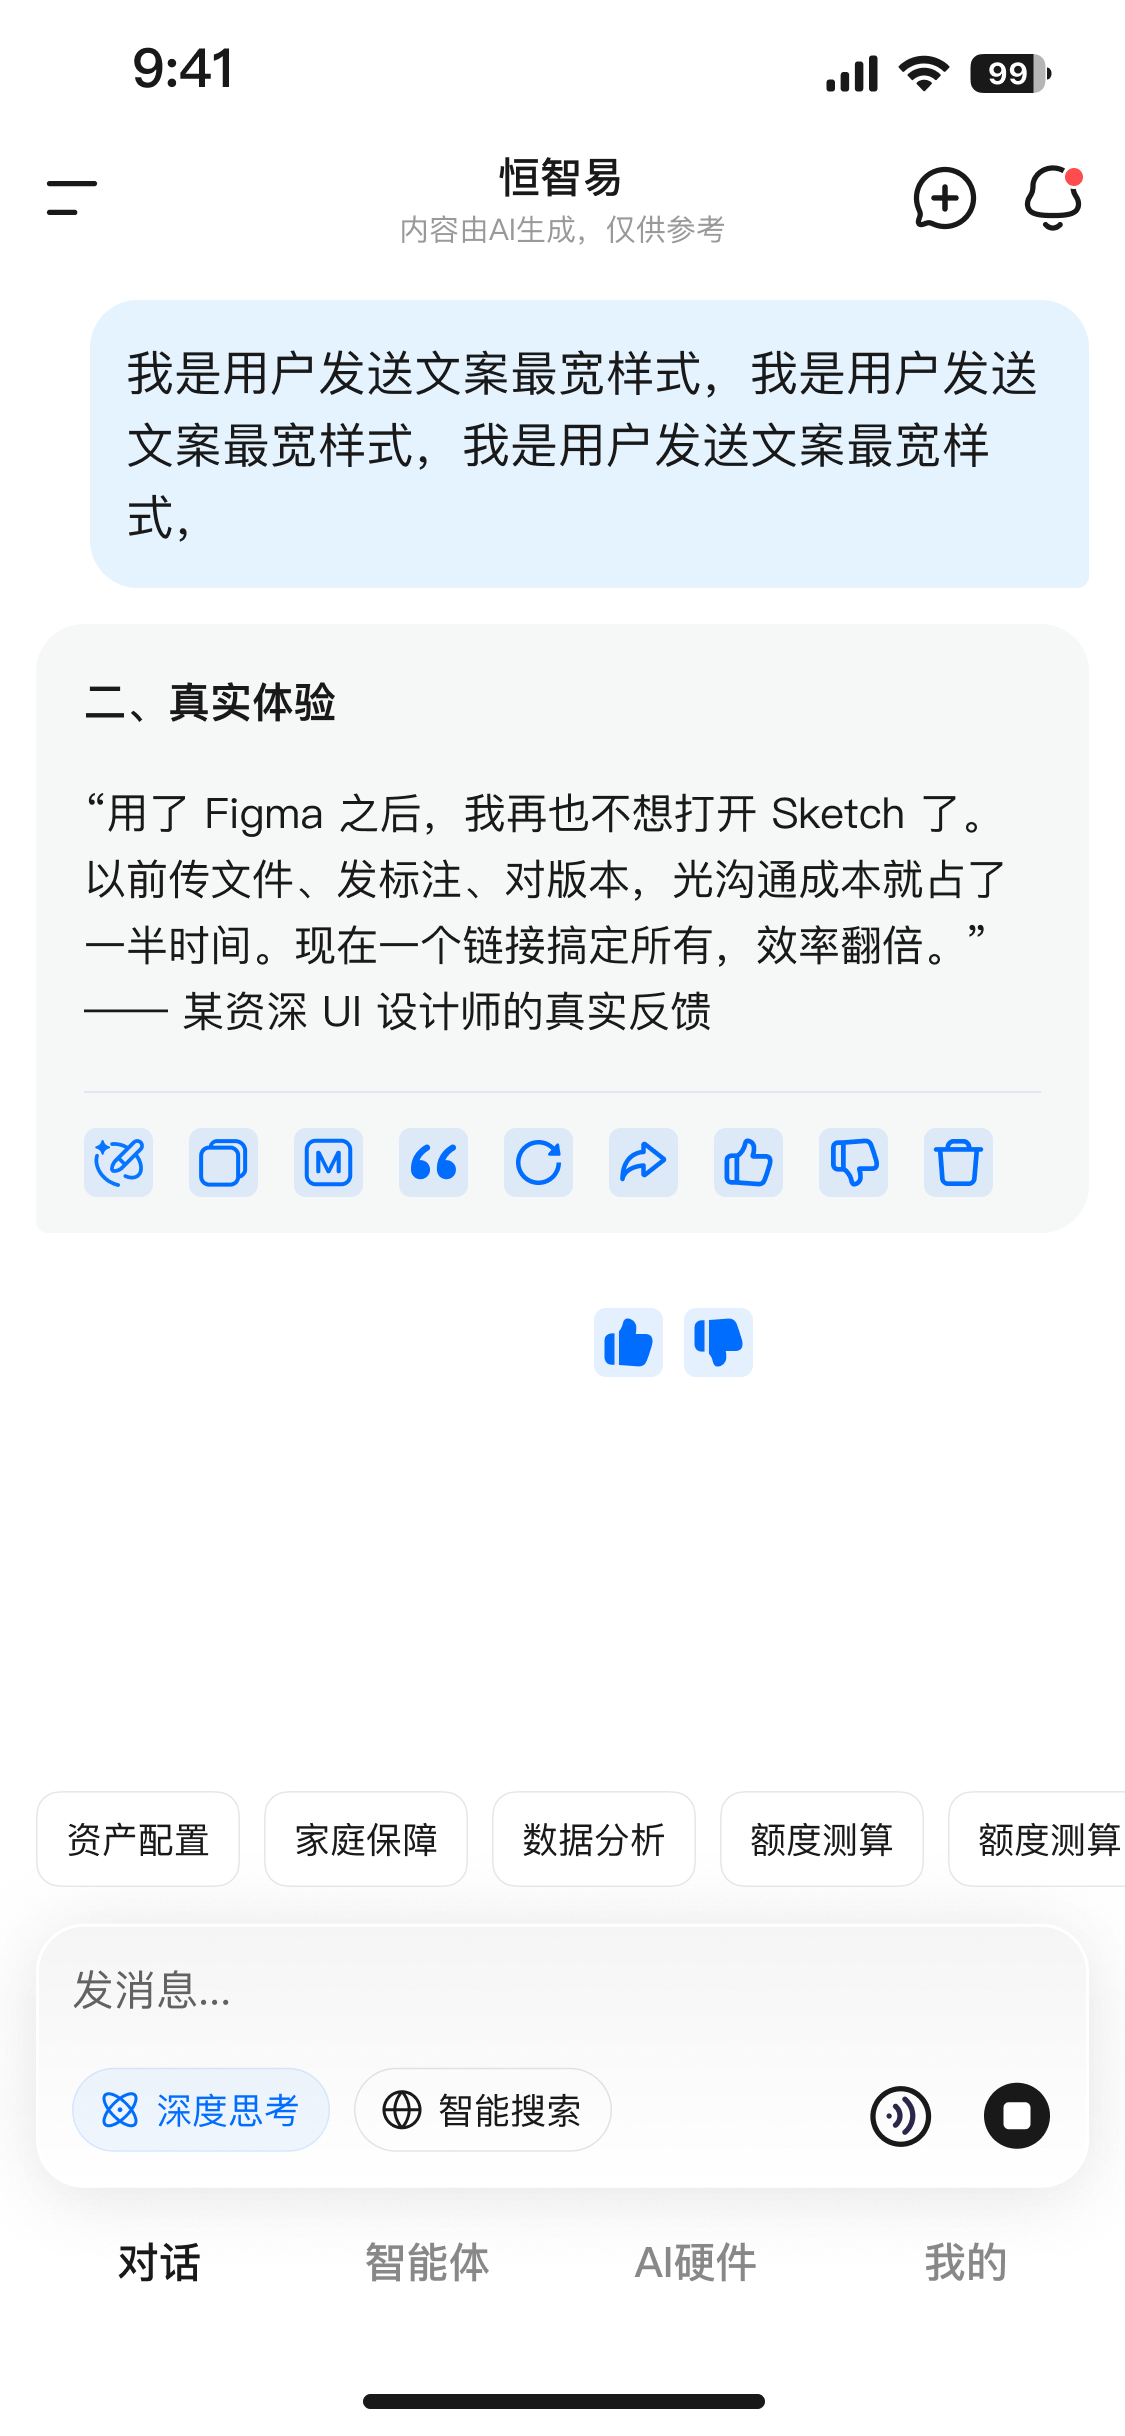 9:41
99
恒智易
内容由AI生成，仅供参考
我是用户发送文案最宽样式，我是用户发送
文案最宽样式，我是用户发送文案最宽样
式，
二、真实体验
“用了 Figma 之后，我再也不想打开 Sketch 了。
以前传文件、发标注、对版本，光沟通成本就占了
一半时间。现在一个链接搞定所有，效率翻倍。”
—— 某资深 UI 设计师的真实反馈
M
资产配置 家庭保障 数据分析 额度测算 额度测算
发消息...
深度思考 智能搜索
对话 智能体 AI硬件 我的